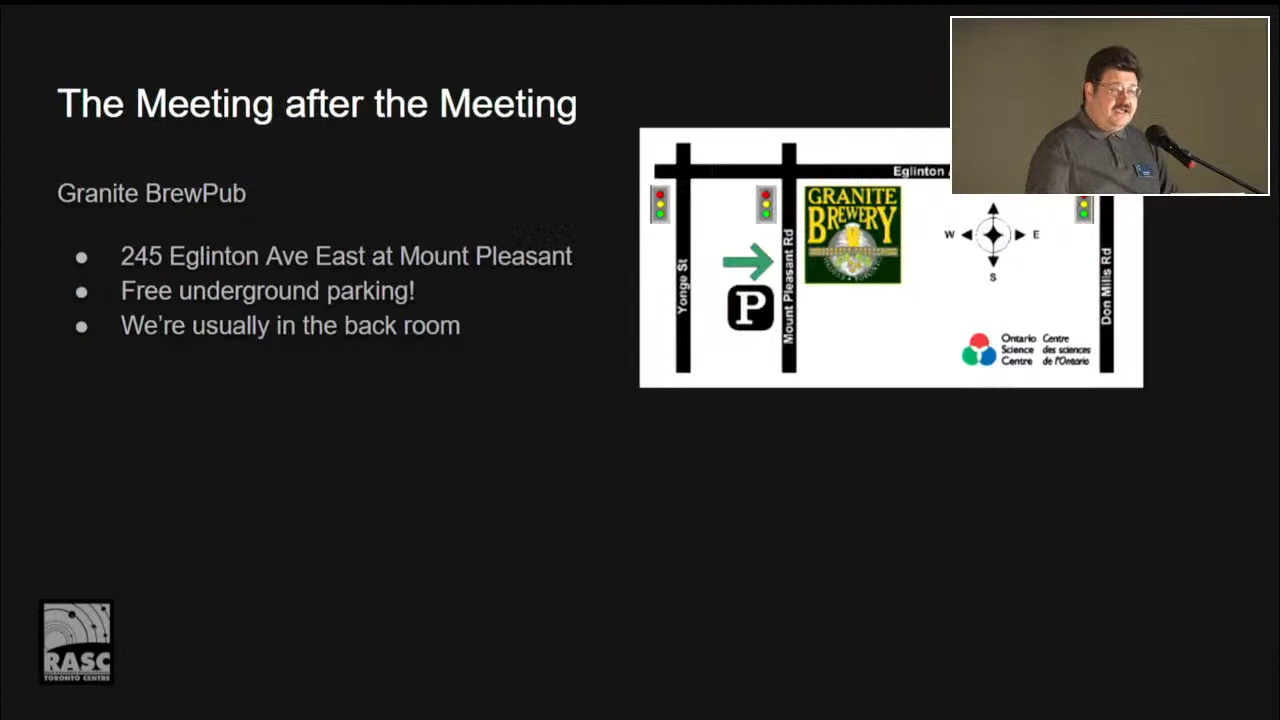 The Meeting after the Meeting
Granite BrewPub
245 Eglinton Ave East at Mount Pleasant
Free underground parking!
We're usually in the back room
Eglinton A
GRANITE
BREWERY
W
E
S
P
Yonge St
Mount Pleasant Rd
Don Mills Rd
Ontario Centre
Science des sciences
Centre de l'Ontario
RASC
TORONTO CENTRE